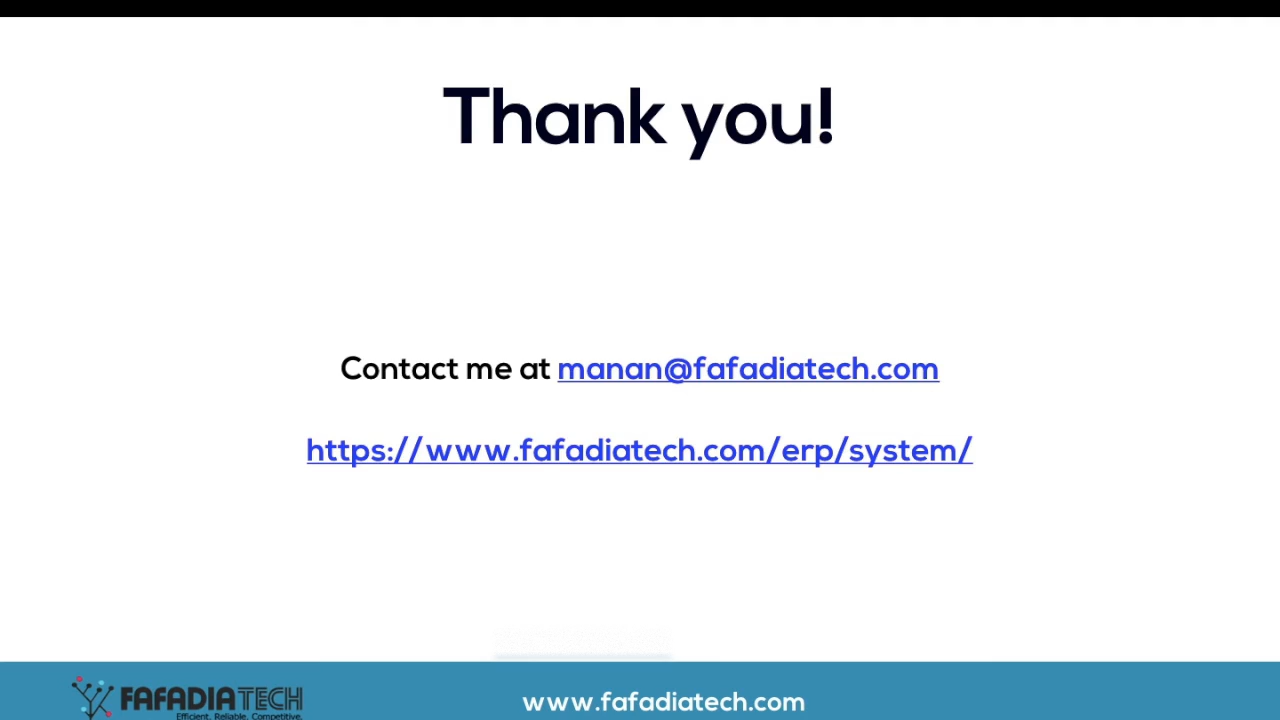 Thank you!
Contact me at manan@fafadiatech.com
https://www.fafadiatech.com/erp/system/
FAFADIATECH
Efficient. Reliable. Competitive.
www.fafadiatech.com